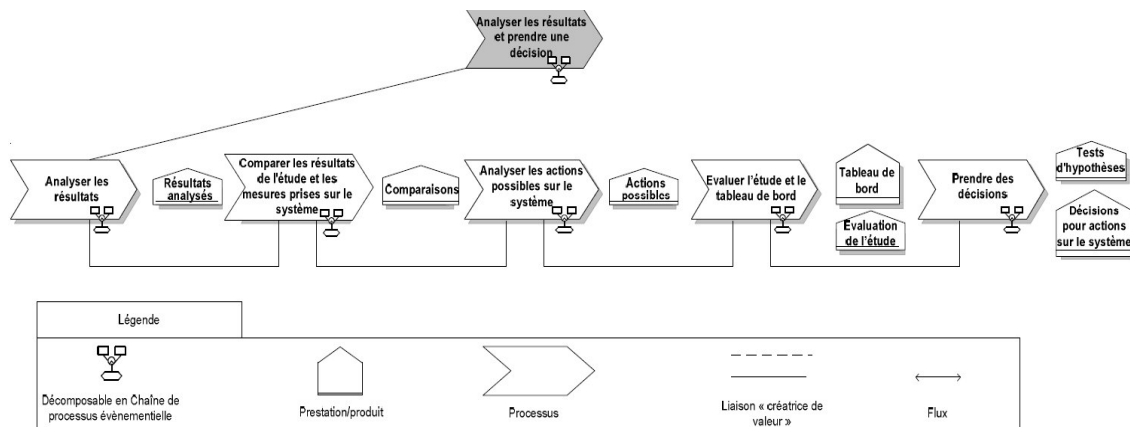 Analyser les résultats
et prendre une
décision
Analyser les
résultats
Résultats
analysés
Comparer les résultats
de l'étude et les
mesures prises sur le
système
Comparaisons
Analyser les actions
possibles sur le
système
Actions
possibles
Evaluer l'étude et le
tableau de bord
Tableau de
bord
Évaluation
de l'étude
Prendre des
décisions
Tests
d'hypothèses
Décisions
pour actions
sur le système
Légende
Décomposable en Chaîne de
processus évènementielle
Prestation/produit
Processus
Liaison « créatrice de
valeur »
Flux